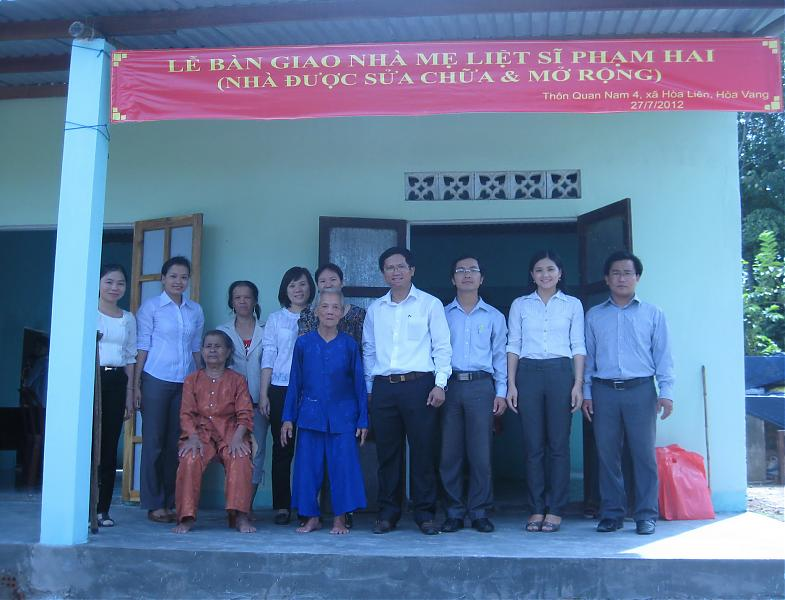 LỄ BÀN GIAO NHÀ MẸ LIỆT SĨ PHẠM HAI
(NHÀ ĐƯỢC SỬA CHỮA & MỞ RỘNG)
Thôn Quan Nam 4, xã Hòa Liên, Hòa Vang
27/7/2012